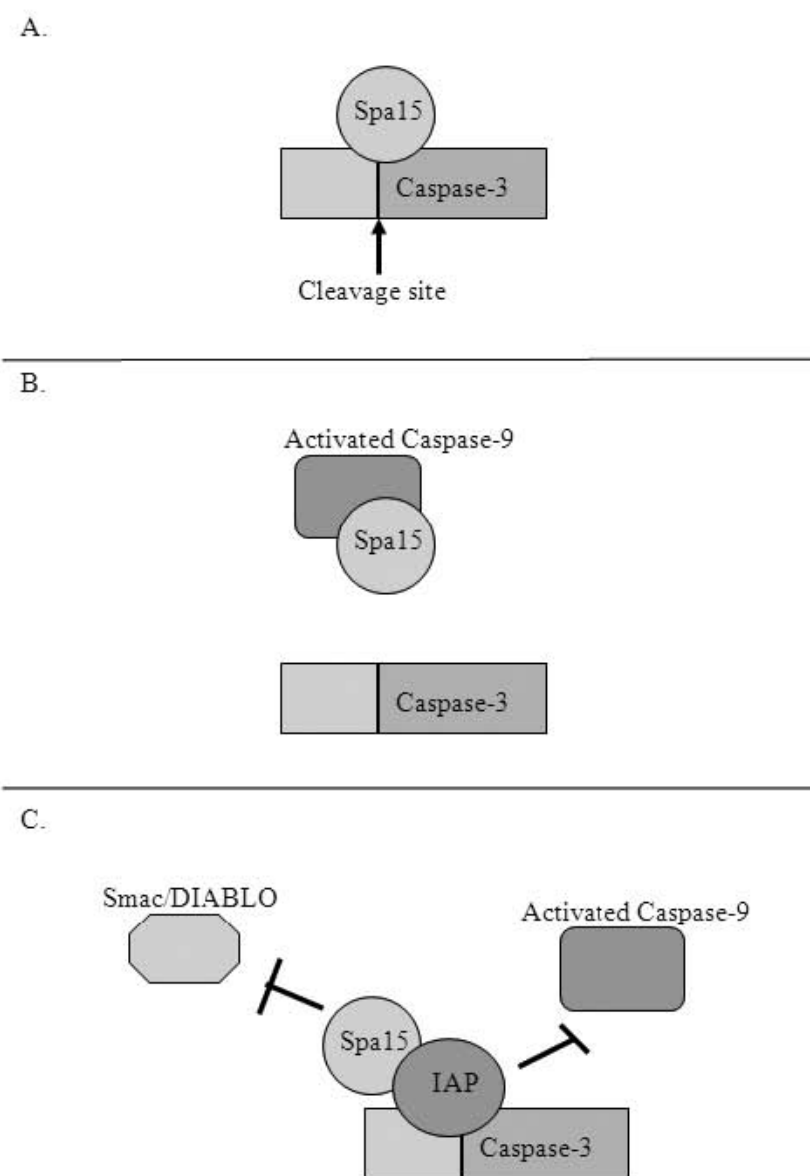 A.
Spa15
Caspase-3
Cleavage site
B.
Activated Caspase-9
Spa15
Caspase-3
C.
Smac/DIABLO
Activated Caspase-9
Spa15
IAP
Caspase-3